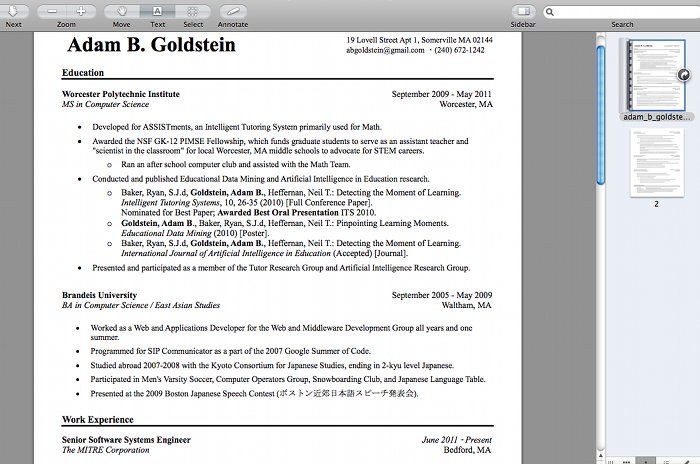 Next Zoom Move Text Select Annotate Sidebar Search
Adam B. Goldstein
19 Lovell Street Apt 1, Somerville MA 02144
abgoldstein@gmail.com · (240) 672-1242
Education
Worcester Polytechnic Institute September 2009 - May 2011
MS in Computer Science Worcester, MA
• Developed for ASSISTments, an Intelligent Tutoring System primarily used for Math.
• Awarded the NSF GK-12 PIMSE Fellowship, which funds graduate students to serve as an assistant teacher and
"scientist in the classroom" for local Worcester, MA middle schools to advocate for STEM careers.
o Ran an after school computer club and assisted with the Math Team.
• Conducted and published Educational Data Mining and Artificial Intelligence in Education research.
o Baker, Ryan, S.J.d, Goldstein, Adam B., Heffernan, Neil T.: Detecting the Moment of Learning.
Intelligent Tutoring Systems, 10, 26-35 (2010) [Full Conference Paper].
Nominated for Best Paper; Awarded Best Oral Presentation ITS 2010.
o Goldstein, Adam B., Baker, Ryan, S.J.d, Heffernan, Neil T.: Pinpointing Learning Moments.
Educational Data Mining (2010) [Poster].
o Baker, Ryan, S.J.d, Goldstein, Adam B., Heffernan, Neil T.: Detecting the Moment of Learning.
International Journal of Artificial Intelligence in Education (Accepted) [Journal].
• Presented and participated as a member of the Tutor Research Group and Artificial Intelligence Research Group.
Brandeis University September 2005 - May 2009
BA in Computer Science / East Asian Studies Waltham, MA
• Worked as a Web and Applications Developer for the Web and Middleware Development Group all years and one
summer.
• Programmed for SIP Communicator as a part of the 2007 Google Summer of Code.
• Studied abroad 2007-2008 with the Kyoto Consortium for Japanese Studies, ending in 2-kyu level Japanese.
• Participated in Men's Varsity Soccer, Computer Operators Group, Snowboarding Club, and Japanese Language Table.
• Presented at the 2009 Boston Japanese Speech Contest (ボストン近郊日本語スピーチ発表会).
Work Experience
Senior Software Systems Engineer June 2011 - Present
The MITRE Corporation Bedford, MA
adam_b_goldste...
2